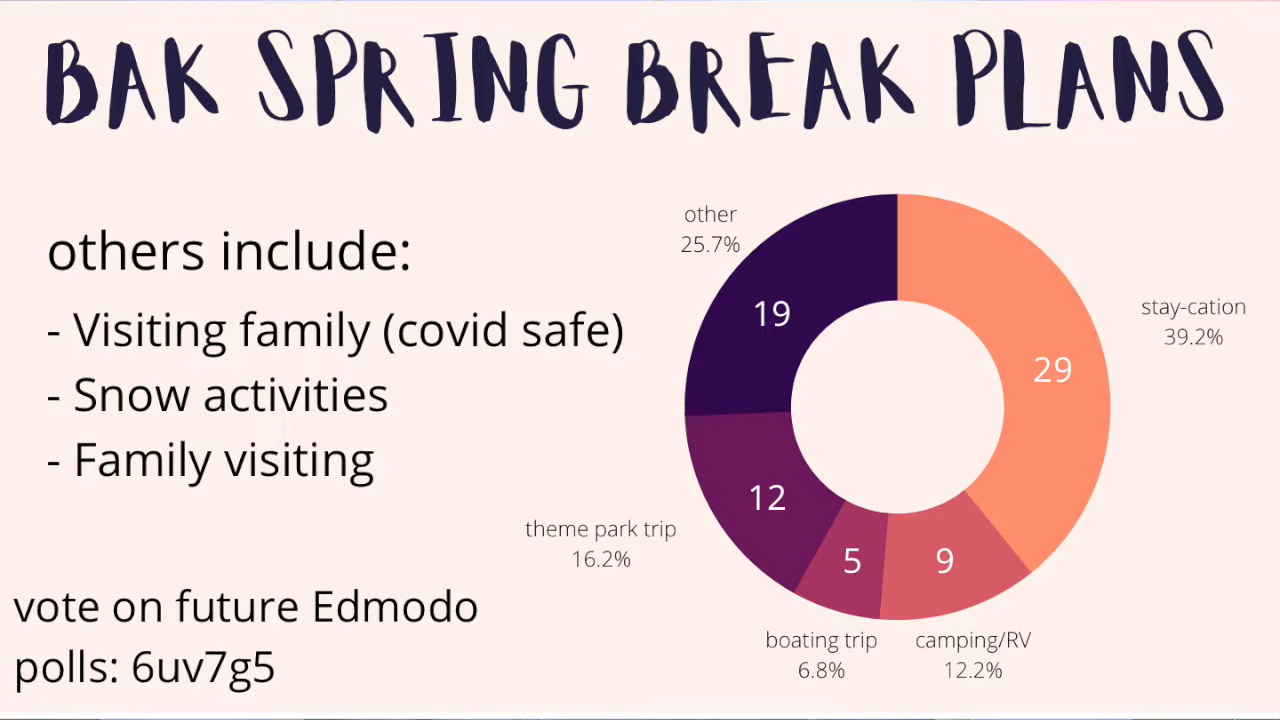 BAK SPRING BREAK PLANS
others include:
- Visiting family (covid safe)
- Snow activities
- Family visiting
vote on future Edmodo
polls: 6uv7g5
other
25.7%
19
stay-cation
39.2%
29
theme park trip
16.2%
12
5
9
boating trip
6.8%
camping/RV
12.2%